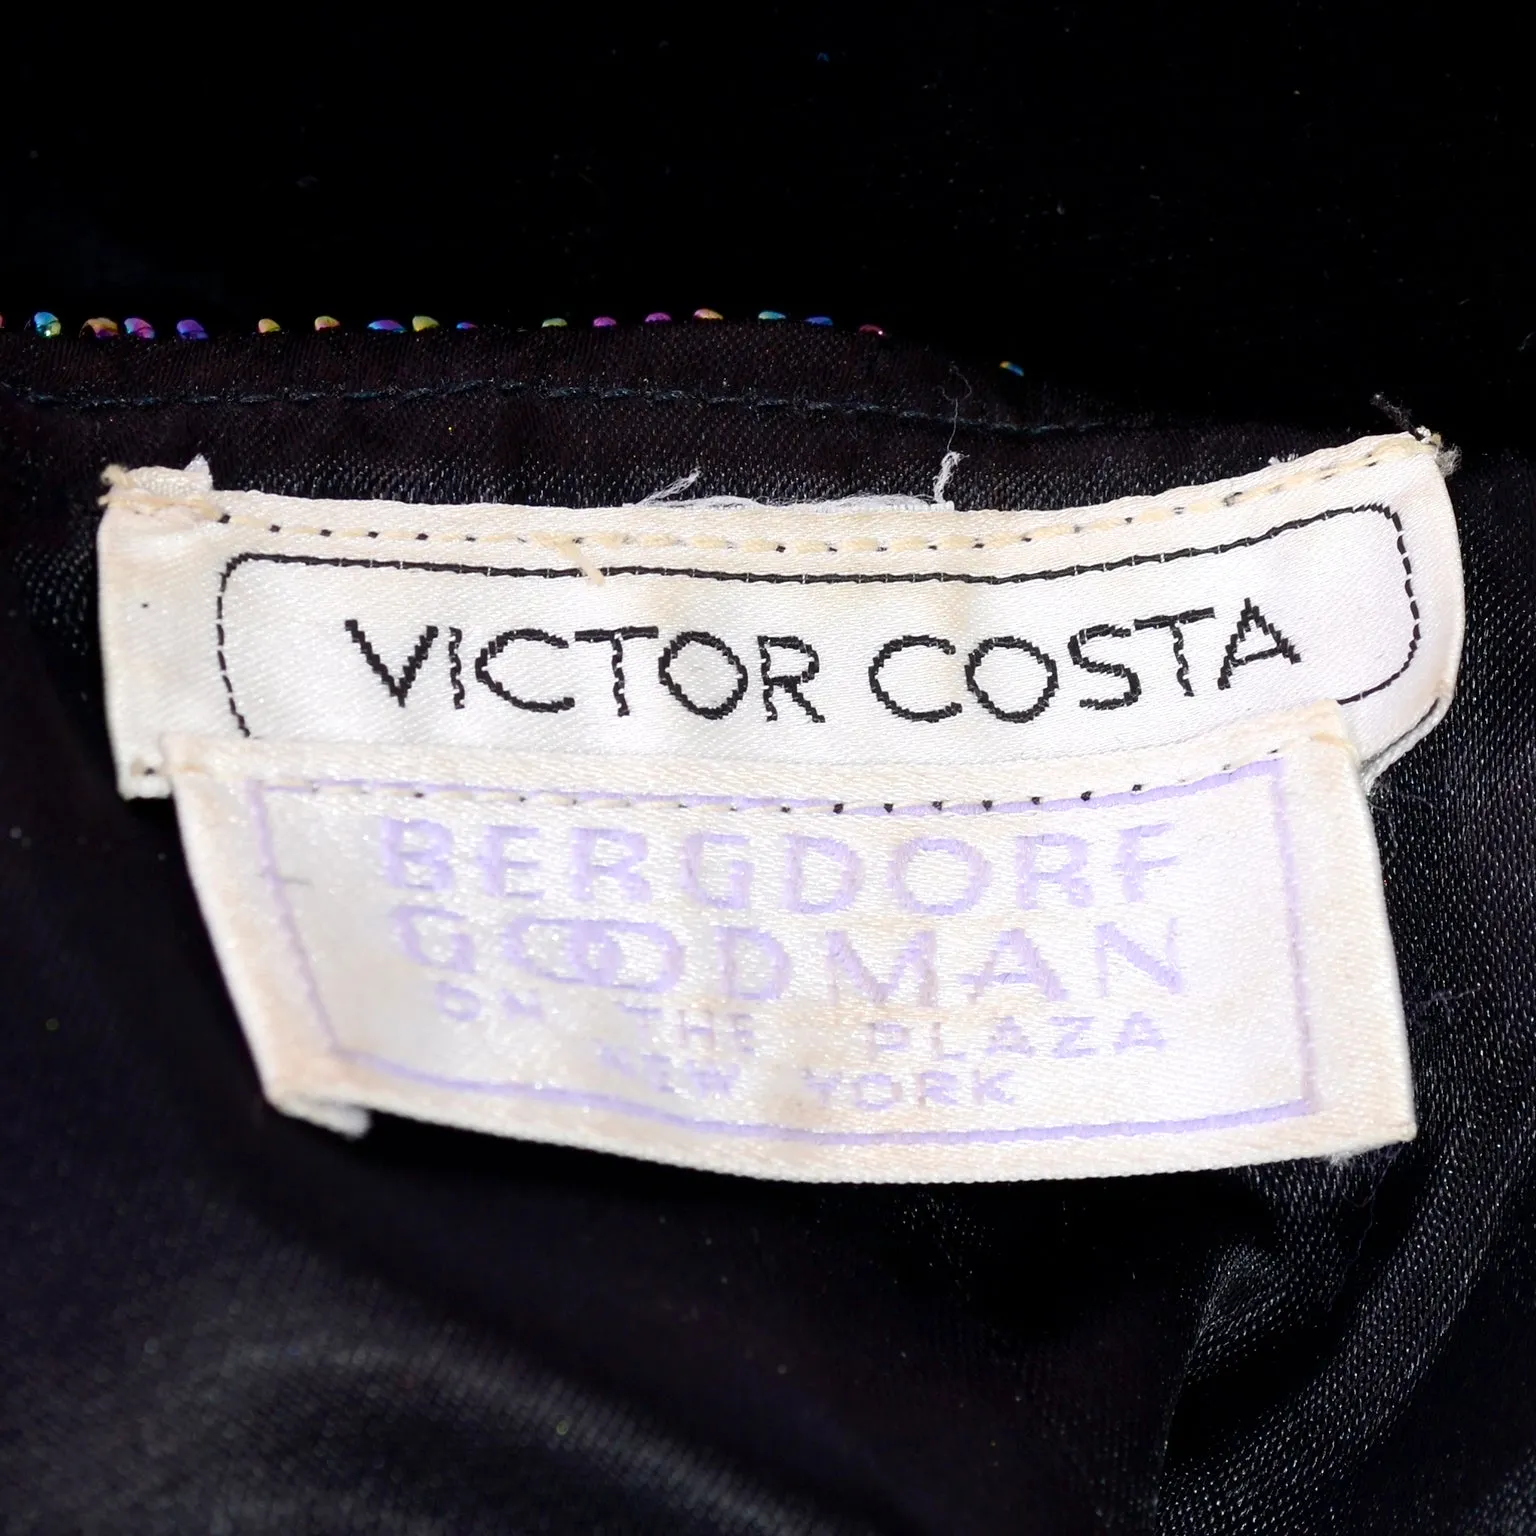 VICTOR COSTA
BERGDORF
GOODMAN
ON THE PLAZA
NEW YORK